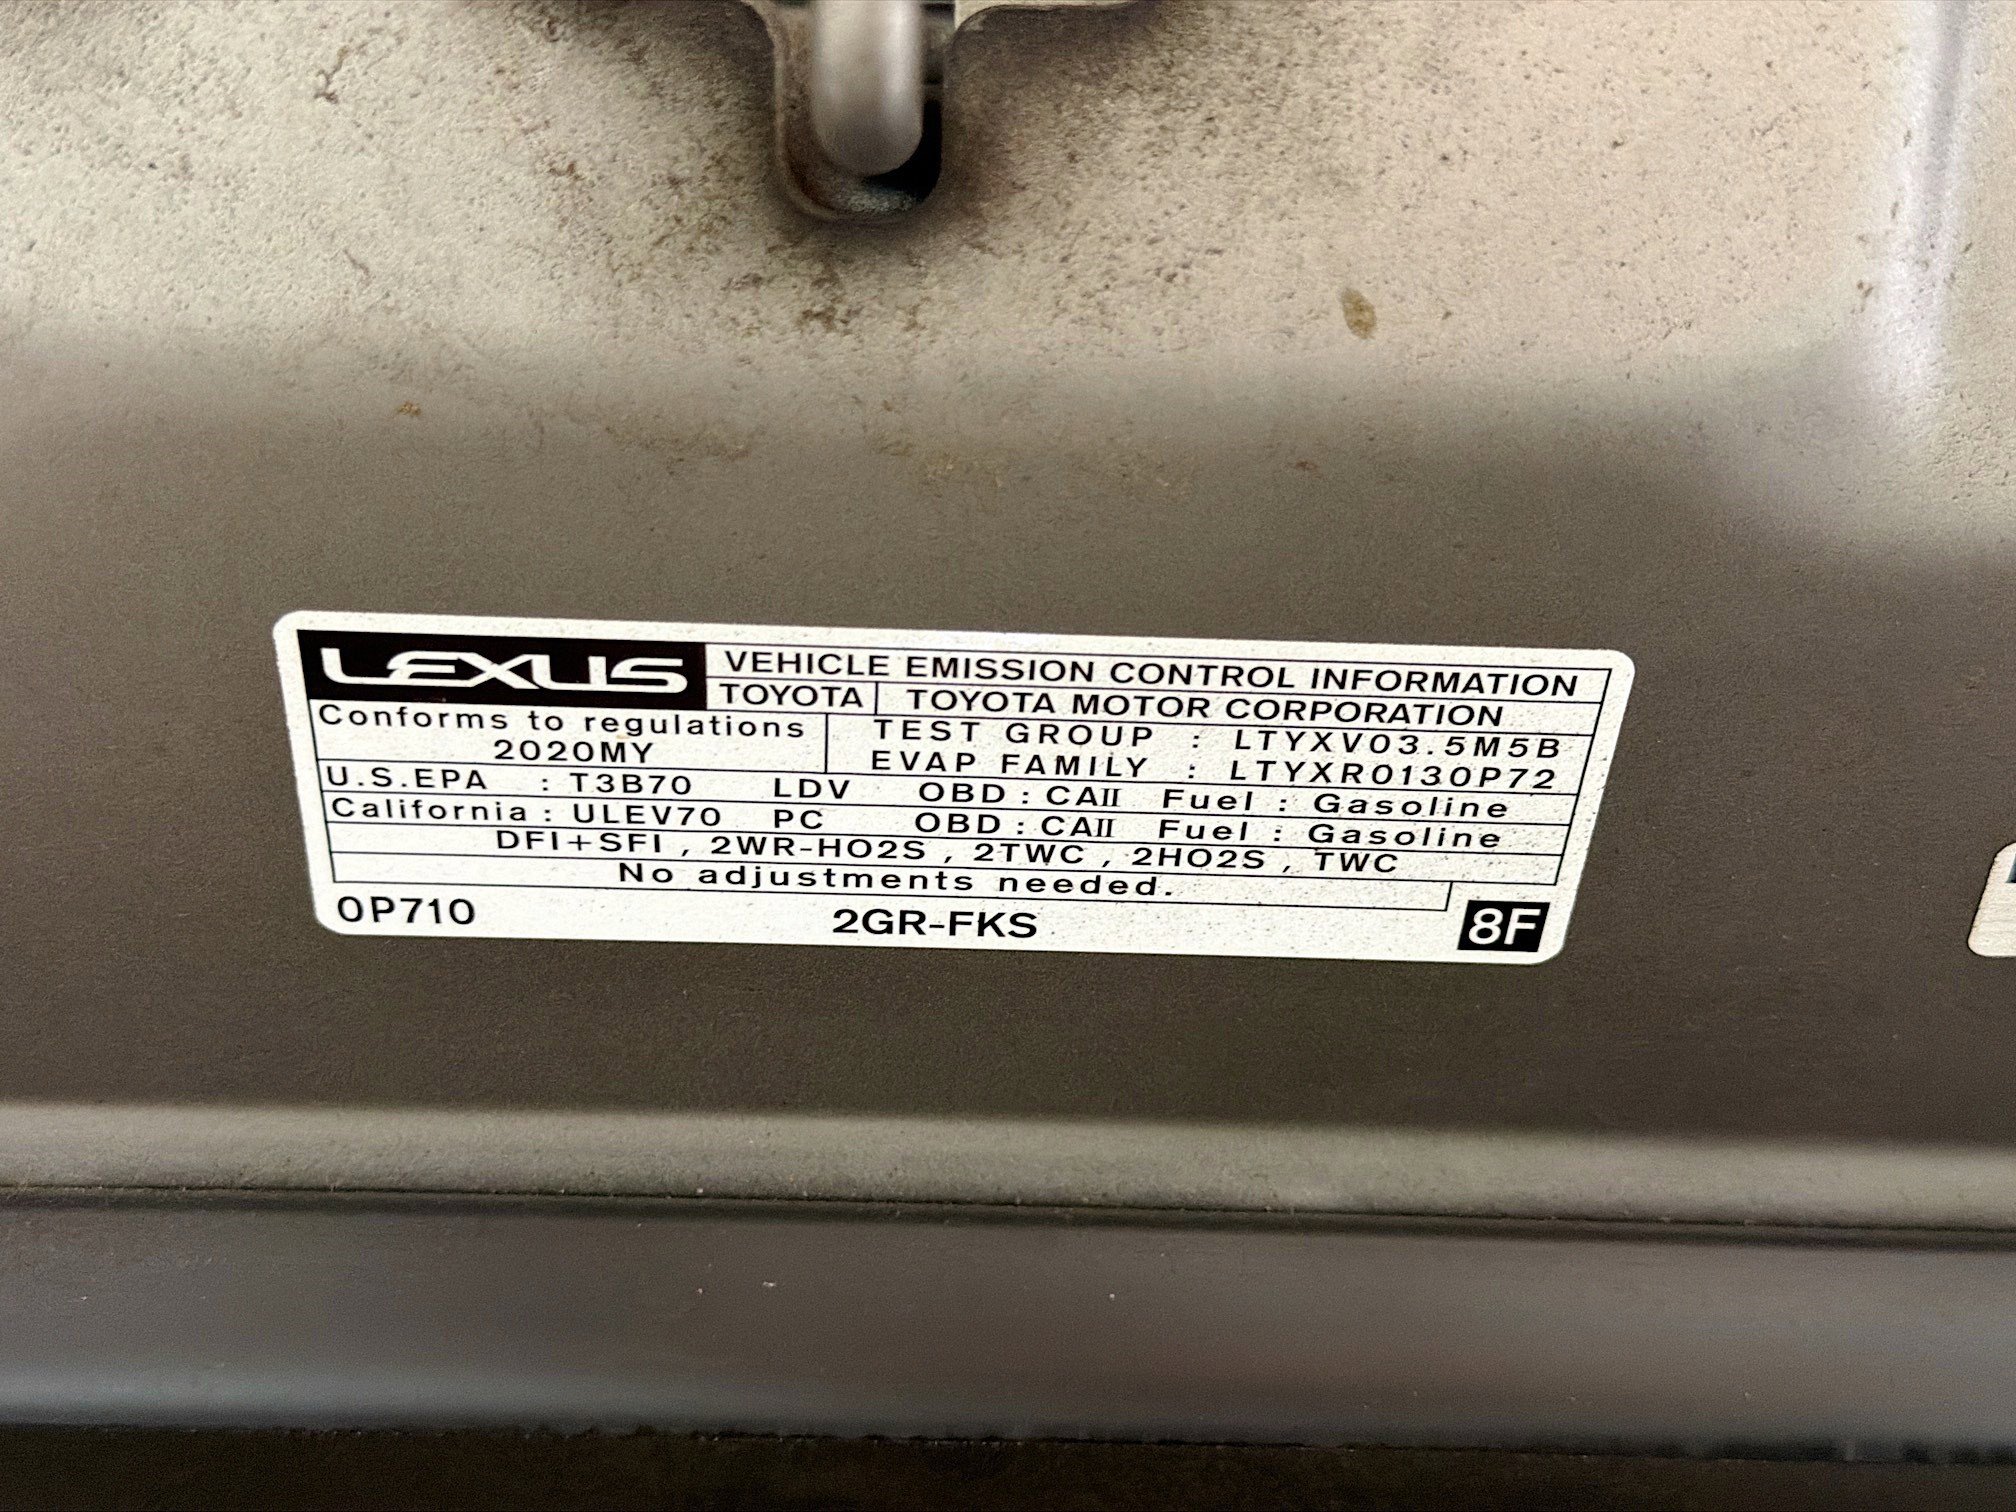 LEXUS VEHICLE EMISSION CONTROL INFORMATION
TOYOTA TOYOTA MOTOR CORPORATION
Conforms to regulations
2020MY
TEST GROUP : LTYXV03.5M5B
EVAP FAMILY : LTYXR0130P72
U.S.EPA : T3B70 LDV OBD : CAII Fuel : Gasoline
California : ULEV70 PC OBD : CAII Fuel : Gasoline
DFI+SFI , 2WR-HO2S , 2TWC , 2HO2S , TWC
No adjustments needed.
0P710 2GR-FKS 8F